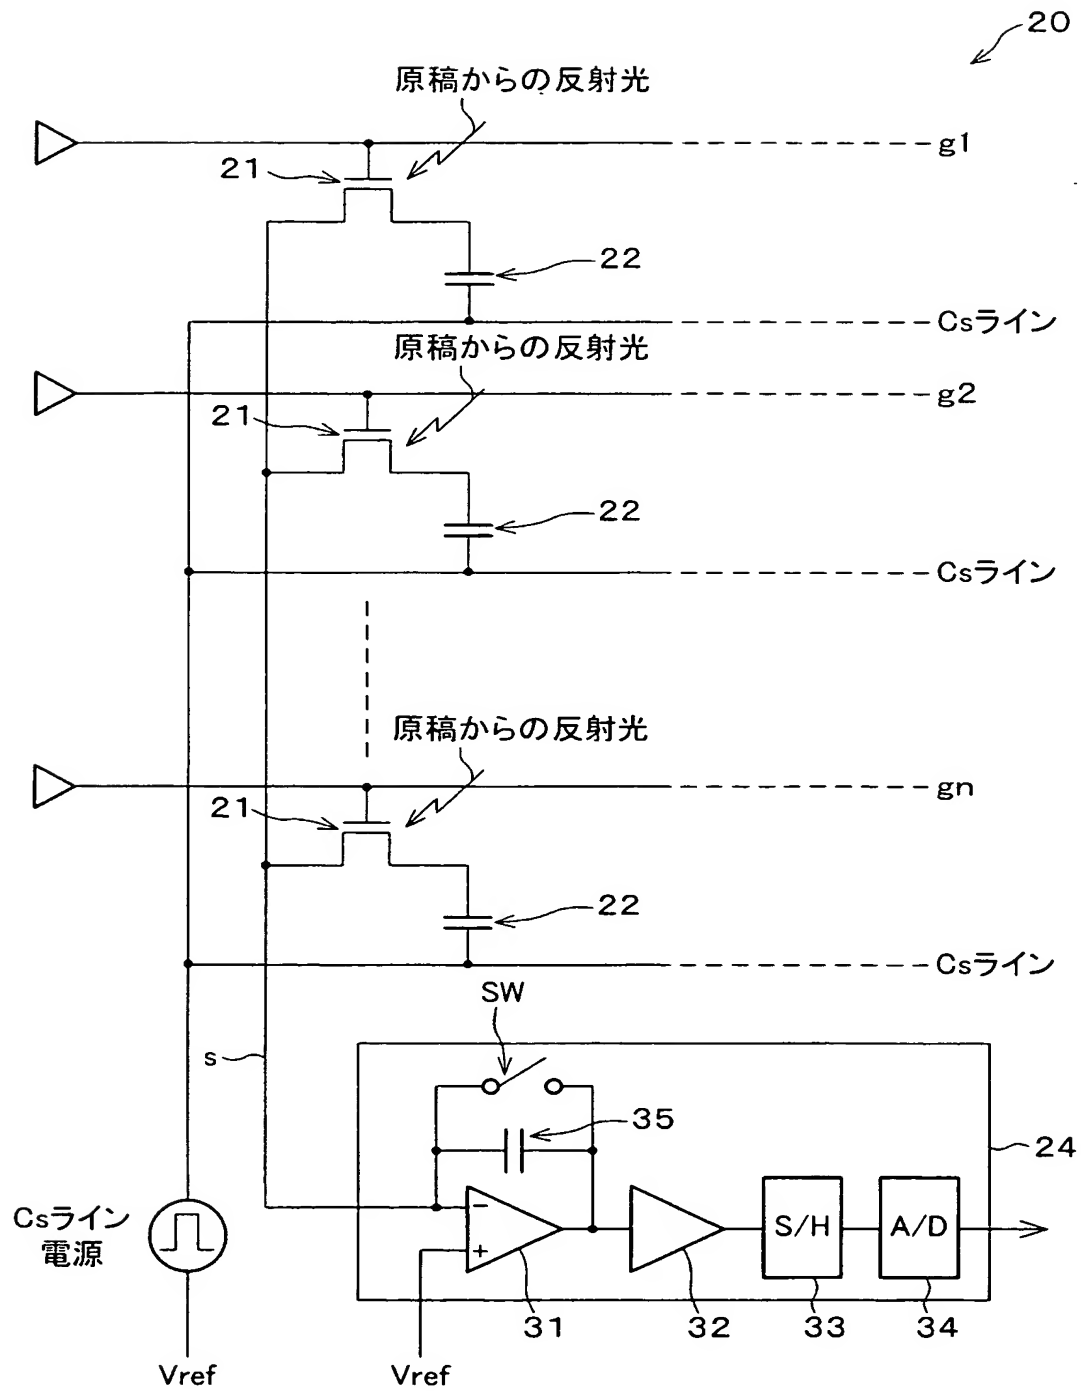 20
原稿からの反射光
g1
21
22
Csライン
原稿からの反射光
g2
21
22
Csライン
原稿からの反射光
gn
21
22
Csライン
SW
s
35
24
Csライン
電源
−
+
S/H
A/D
31
32
33
34
Vref
Vref